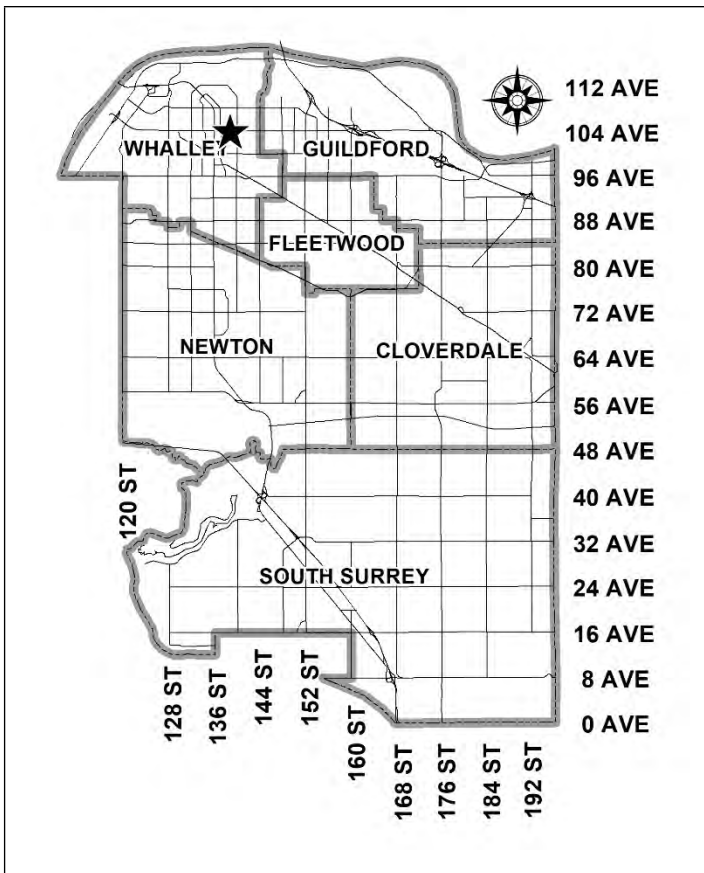 112 AVE
104 AVE
WHALLEY
GUILDFORD
96 AVE
88 AVE
FLEETWOOD
80 AVE
72 AVE
NEWTON
CLOVERDALE
64 AVE
56 AVE
48 AVE
120 ST
40 AVE
32 AVE
SOUTH SURREY
24 AVE
16 AVE
128 ST
136 ST
144 ST
152 ST
160 ST
8 AVE
0 AVE
168 ST
176 ST
184 ST
192 ST